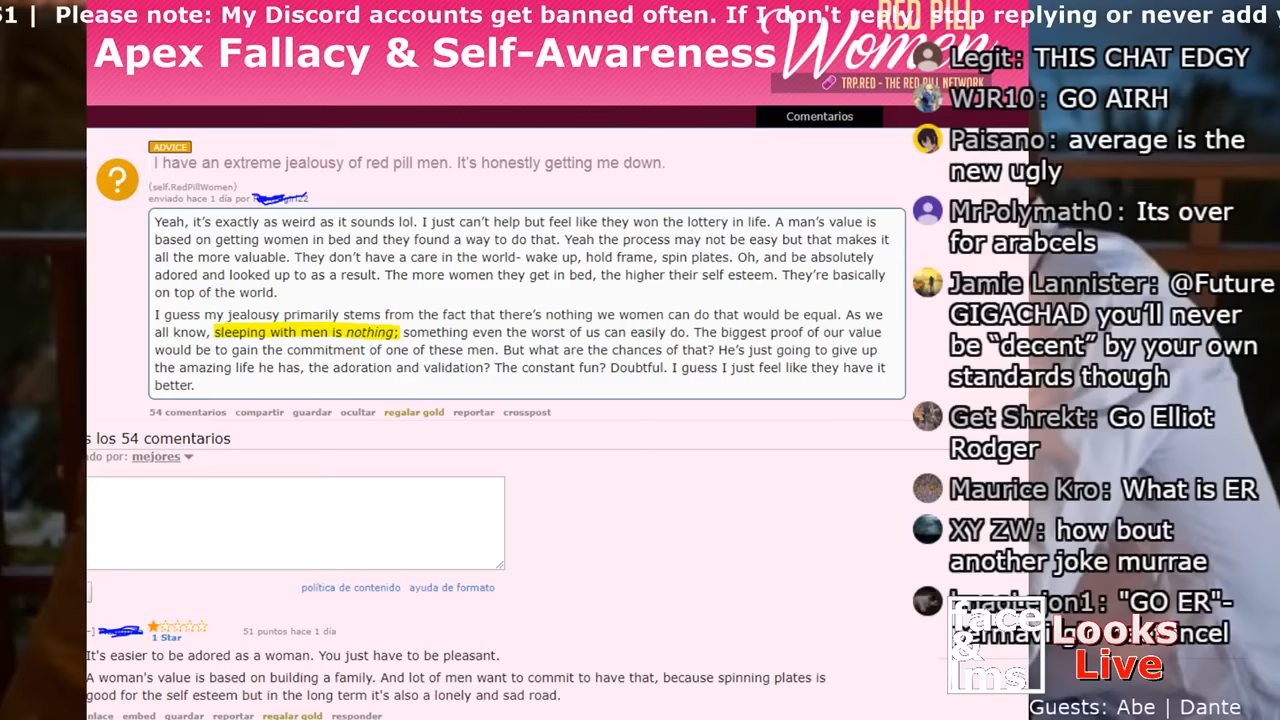 51 | Please note: My Discord accounts get banned often. If I don't reply, stop replying or never add
Apex Fallacy & Self-Awareness
RED PILL
Women
TRP.RED - THE RED PILL NETWORK
Comentarios
ADVICE
I have an extreme jealousy of red pill men. It's honestly getting me down.
(self.RedPillWomen)
enviado hace 1 día por
Yeah, it's exactly as weird as it sounds lol. I just can't help but feel like they won the lottery in life. A man's value is
based on getting women in bed and they found a way to do that. Yeah the process may not be easy but that makes it
all the more valuable. They don't have a care in the world- wake up, hold frame, spin plates. Oh, and be absolutely
adored and looked up to as a result. The more women they get in bed, the higher their self esteem. They're basically
on top of the world.
I guess my jealousy primarily stems from the fact that there's nothing we women can do that would be equal. As we
all know, sleeping with men is nothing; something even the worst of us can easily do. The biggest proof of our value
would be to gain the commitment of one of these men. But what are the chances of that? He's just going to give up
the amazing life he has, the adoration and validation? The constant fun? Doubtful. I guess I just feel like they have it
better.
54 comentarios compartir guardar ocultar regalar gold reportar crosspost
s los 54 comentarios
do por: mejores
política de contenido ayuda de formato
1 Star
51 puntos hace 1 día
It's easier to be adored as a woman. You just have to be pleasant.
A woman's value is based on building a family. And lot of men want to commit to have that, because spinning plates is
good for the self esteem but in the long term it's also a lonely and sad road.
nlace embed guardar reportar regalar gold responder
Legit: THIS CHAT EDGY
WJR10: GO AIRH
Paisano: average is the
new ugly
MrPolymath0: Its over
for arabcels
Jamie Lannister: @Future
GIGACHAD you'll never
be "decent" by your own
standards though
Get Shrekt: Go Elliot
Rodger
Maurice Kro: What is ER
XY ZW: how bout
another joke murrae
"GO ER"-
face
&
lms
Looks
Live
Guests: Abe | Dante